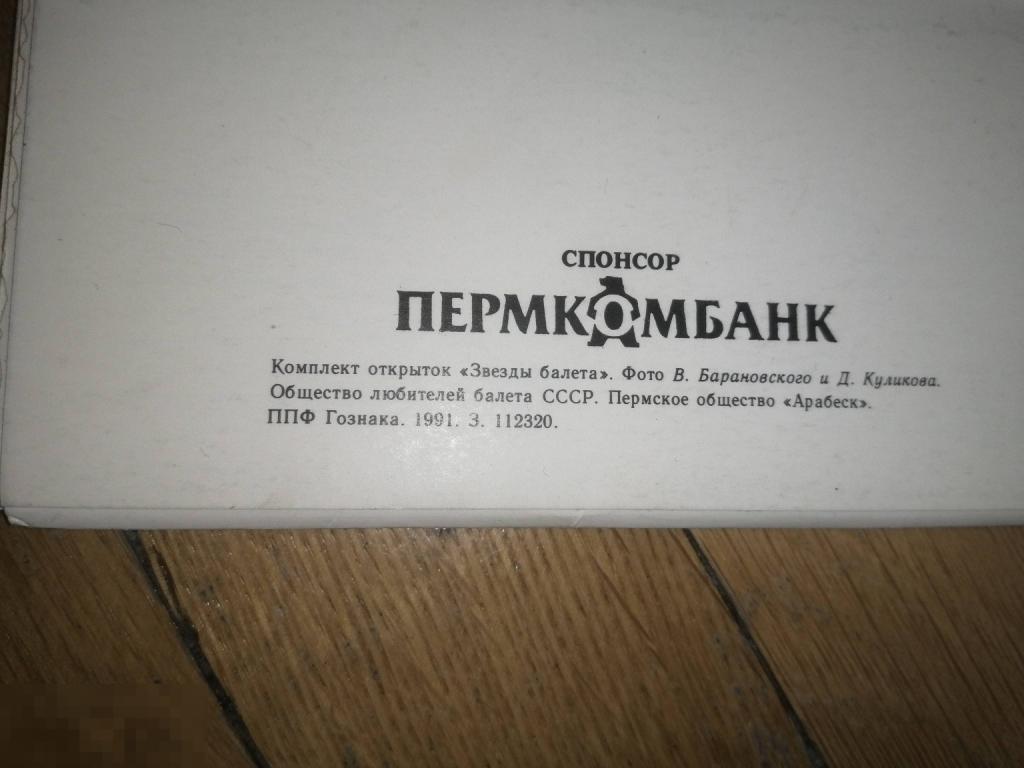 СПОНСОР
ПЕРМКОМБАНК
Комплект открыток «Звезды балета». Фото В. Барановского и Д. Куликова.
Общество любителей балета СССР. Пермское общество «Арабеск».
ППФ Гознака. 1991. З. 112320.